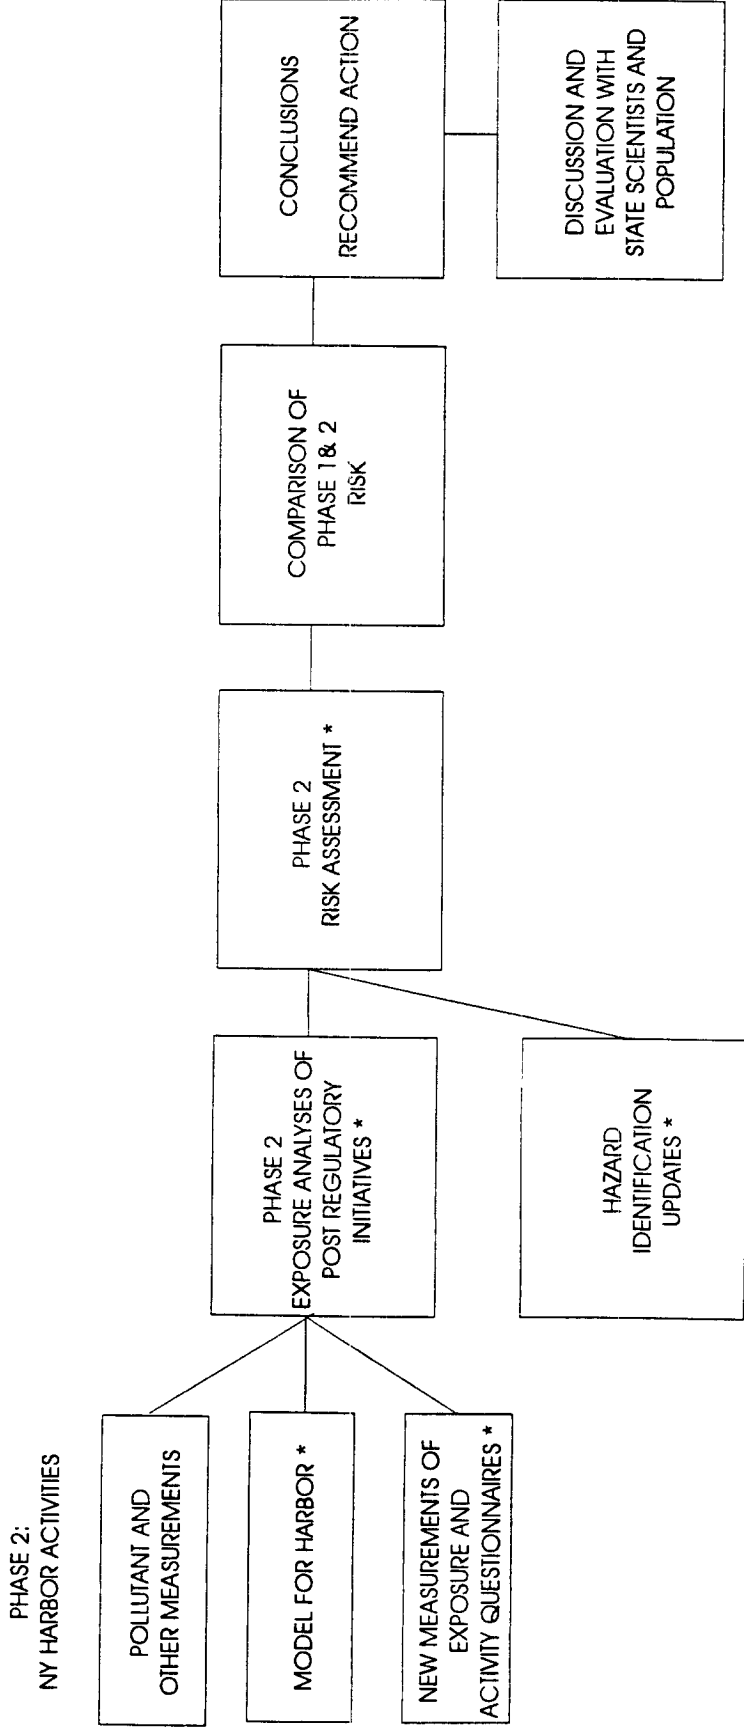 PHASE 2:
NY HARBOR ACTIVITIES
POLLUTANT AND
OTHER MEASUREMENTS
MODEL FOR HARBOR *
NEW MEASUREMENTS OF
EXPOSURE AND
ACTIVITY QUESTIONNAIRES *
PHASE 2
EXPOSURE ANALYSES OF
POST REGULATORY
INITIATIVES *
HAZARD
IDENTIFICATION
UPDATES *
PHASE 2
RISK ASSESSMENT *
COMPARISON OF
PHASE 1 & 2
RISK
CONCLUSIONS
RECOMMEND ACTION
DISCUSSION AND
EVALUATION WITH
STATE SCIENTISTS AND
POPULATION